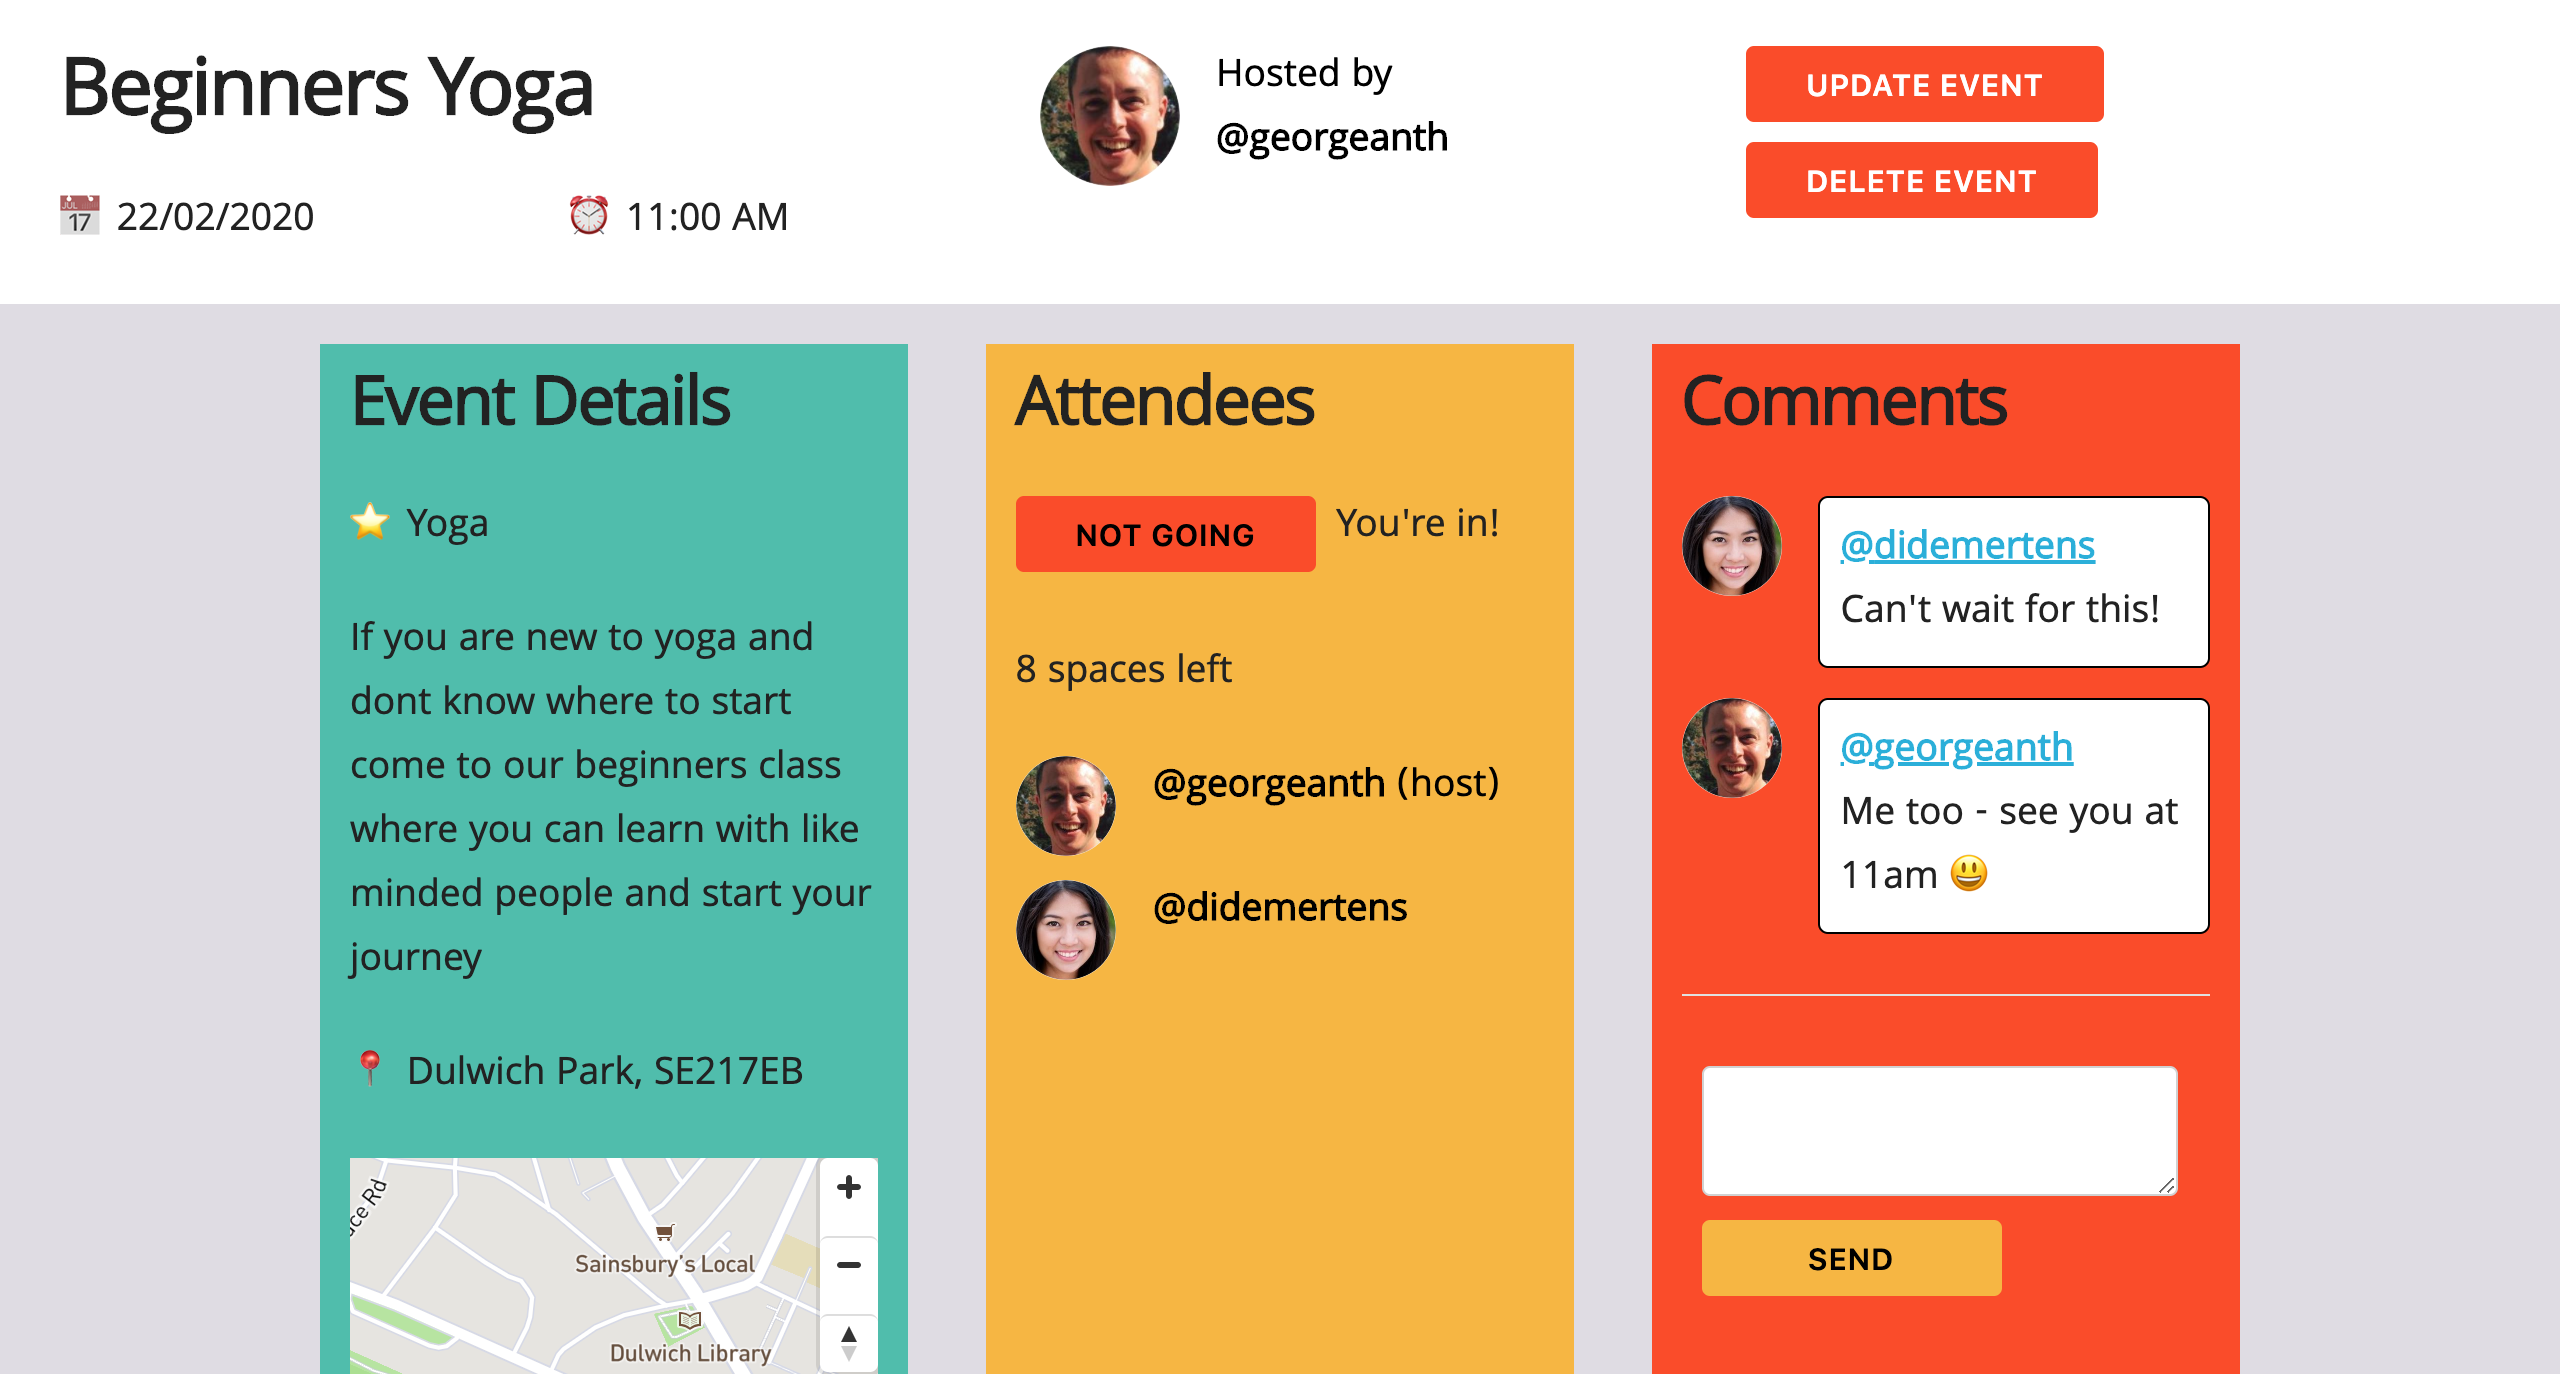 Beginners Yoga
JUL
17
22/02/2020
11:00 AM
Hosted by
@georgeanth
UPDATE EVENT
DELETE EVENT
Event Details
Yoga
If you are new to yoga and
dont know where to start
come to our beginners class
where you can learn with like
minded people and start your
journey
Dulwich Park, SE217EB
ce Rd
Sainsbury's Local
Dulwich Library
Attendees
NOT GOING
You're in!
8 spaces left
@georgeanth (host)
@didemertens
Comments
@didemertens
Can't wait for this!
@georgeanth
Me too - see you at
11am 😃
SEND